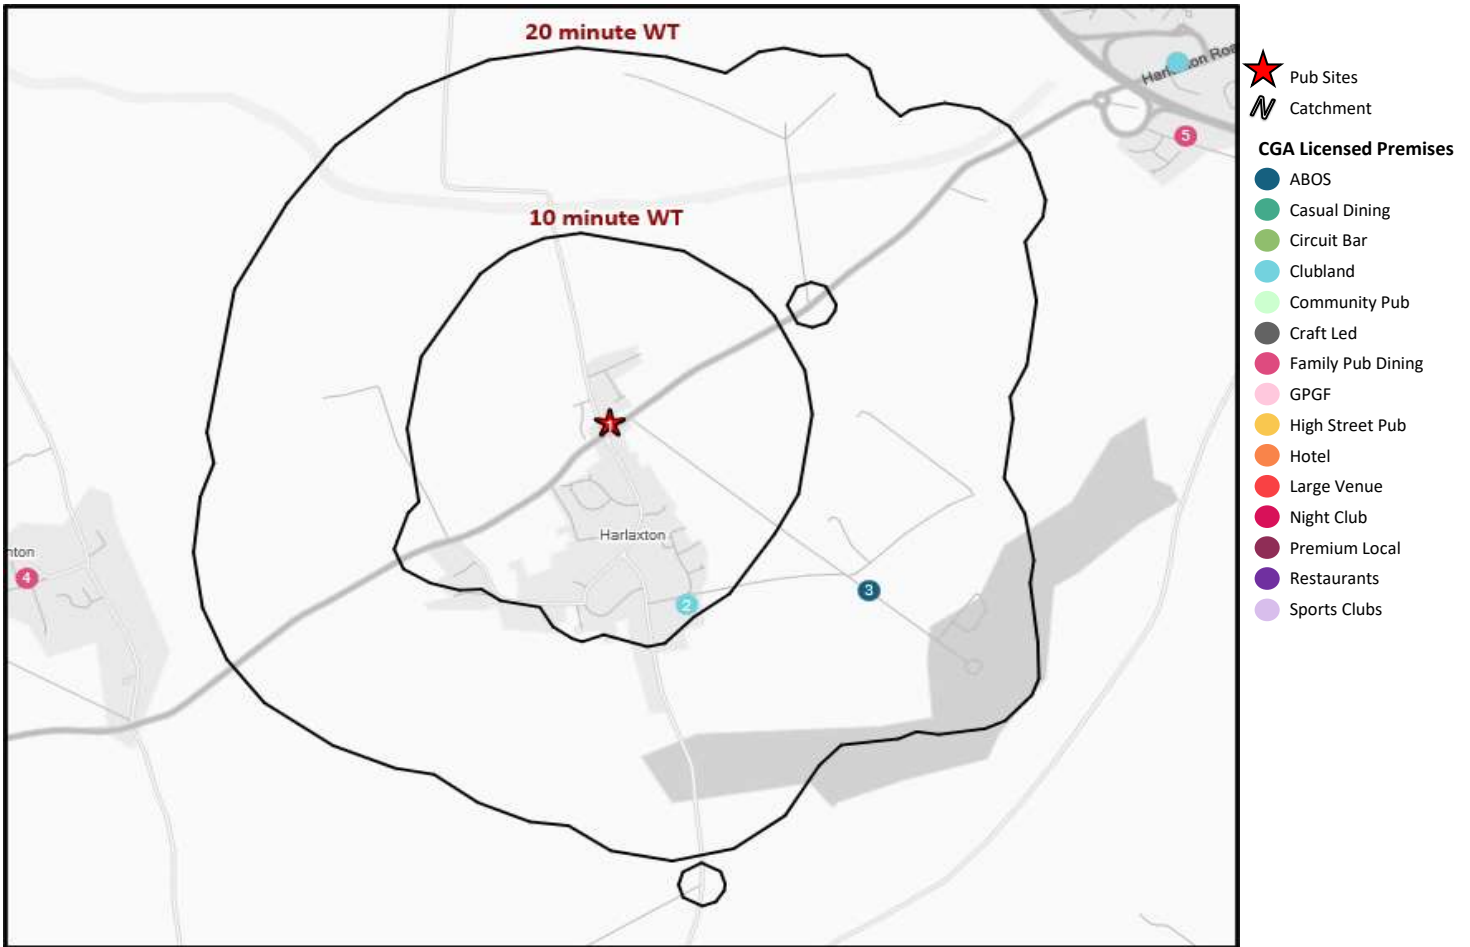 20 minute WT
10 minute WT
Harlaxton
nton
1
2
3
4
5
Pub Sites
Catchment
CGA Licensed Premises
ABOS
Casual Dining
Circuit Bar
Clubland
Community Pub
Craft Led
Family Pub Dining
GPGF
High Street Pub
Hotel
Large Venue
Night Club
Premium Local
Restaurants
Sports Clubs